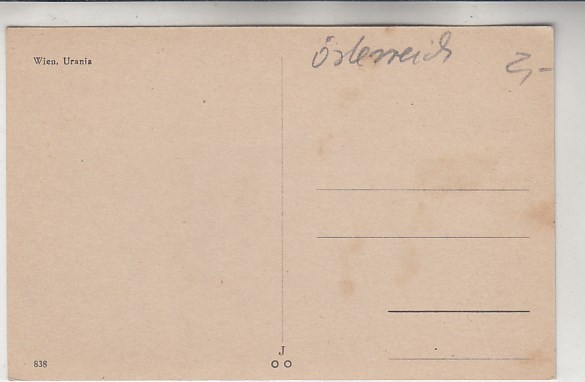 Wien, Urania
Österreich
2,-
J
838